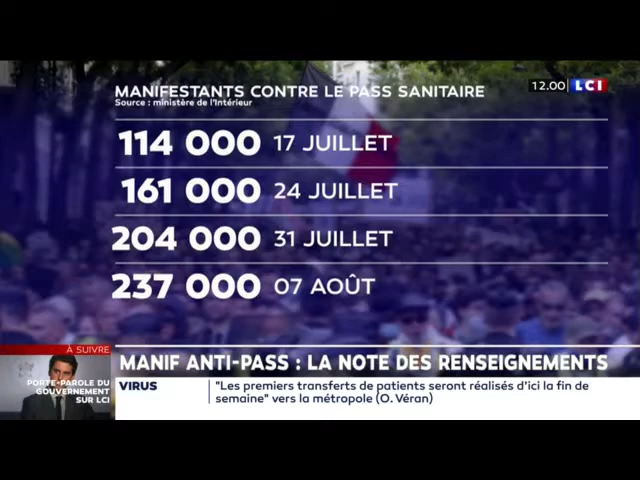 MANIFESTANTS CONTRE LE PASS SANITAIRE
Source : ministère de l'Intérieur
12.00 LCI
114 000 17 JUILLET
161 000 24 JUILLET
204 000 31 JUILLET
237 000 07 AOÛT
À SUIVRE
PORTE-PAROLE DU
GOUVERNEMENT
SUR LCI
MANIF ANTI-PASS : LA NOTE DES RENSEIGNEMENTS
VIRUS
"Les premiers transferts de patients seront réalisés d'ici la fin de
semaine" vers la métropole (O. Véran)